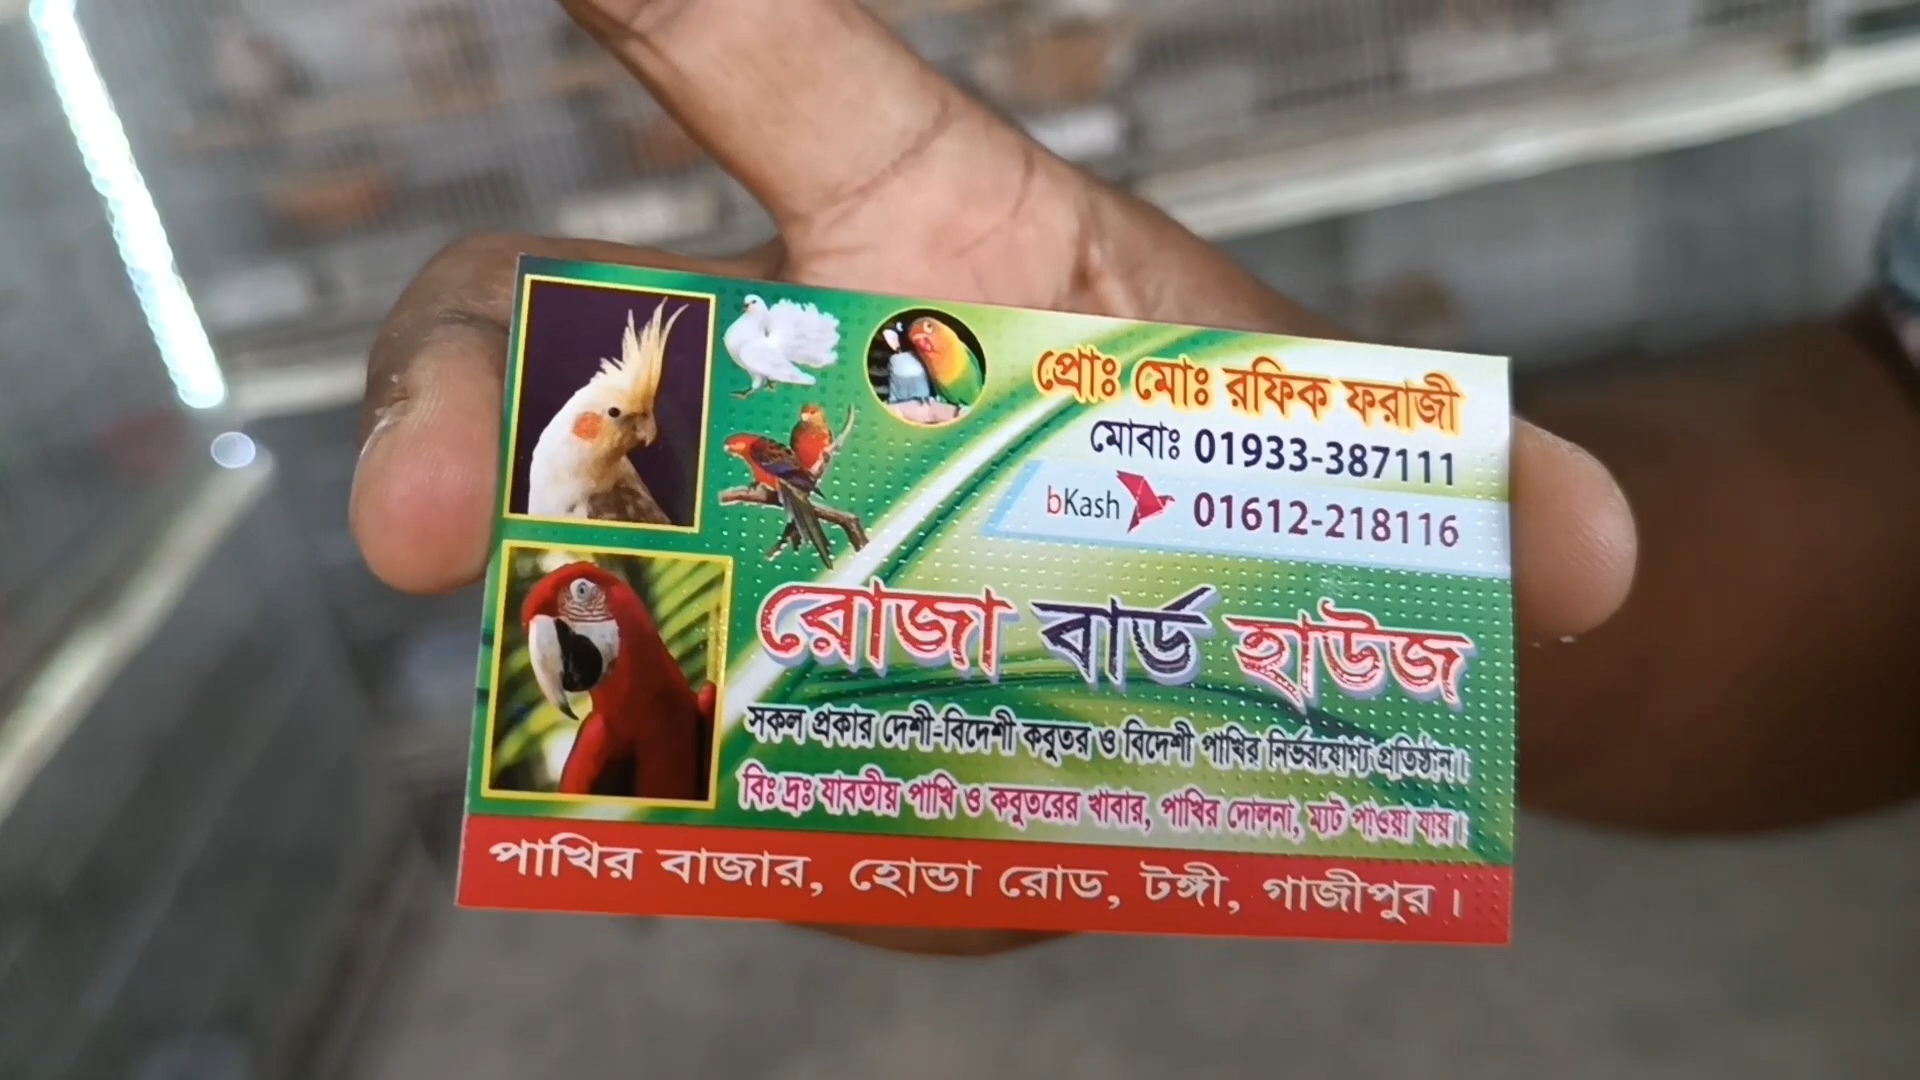 প্রোঃ মোঃ রফিক ফরাজী
মোবাঃ 01933-387111
bKash 01612-218116
রোজা বার্ড হাউজ
সকল প্রকার দেশী-বিদেশী কবুতর ও বিদেশী পাখির নির্ভরযোগ্য প্রতিষ্ঠান।
বিঃ দ্রঃ যাবতীয় পাখি ও কবুতরের খাবার, পাখির দোলনা, ম্যট পাওয়া যায়।
পাখির বাজার, হোন্ডা রোড, টঙ্গী, গাজীপুর।